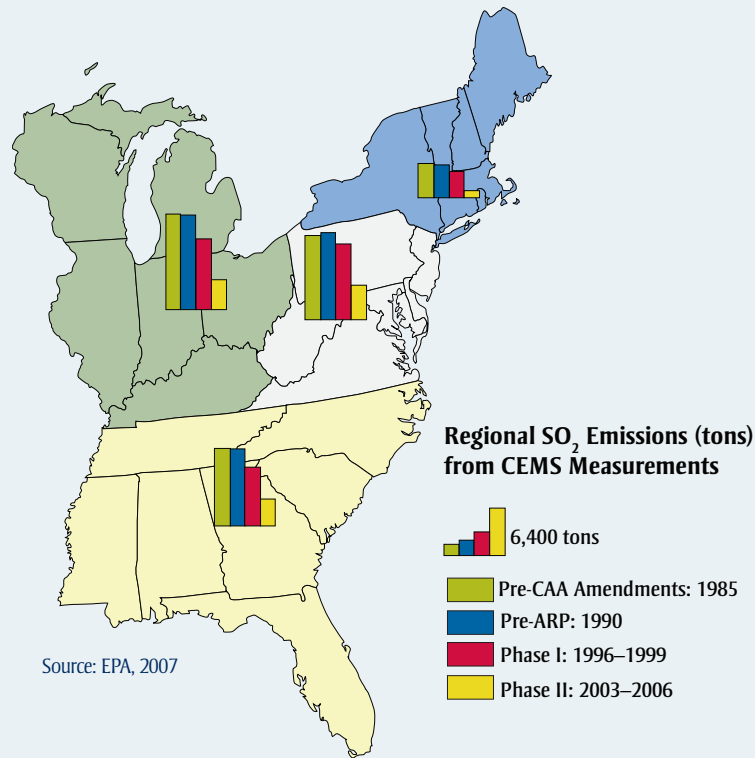 Regional SO₂ Emissions (tons)
from CEMS Measurements
6,400 tons
Pre-CAA Amendments: 1985
Pre-ARP: 1990
Phase I: 1996–1999
Phase II: 2003–2006
Source: EPA, 2007